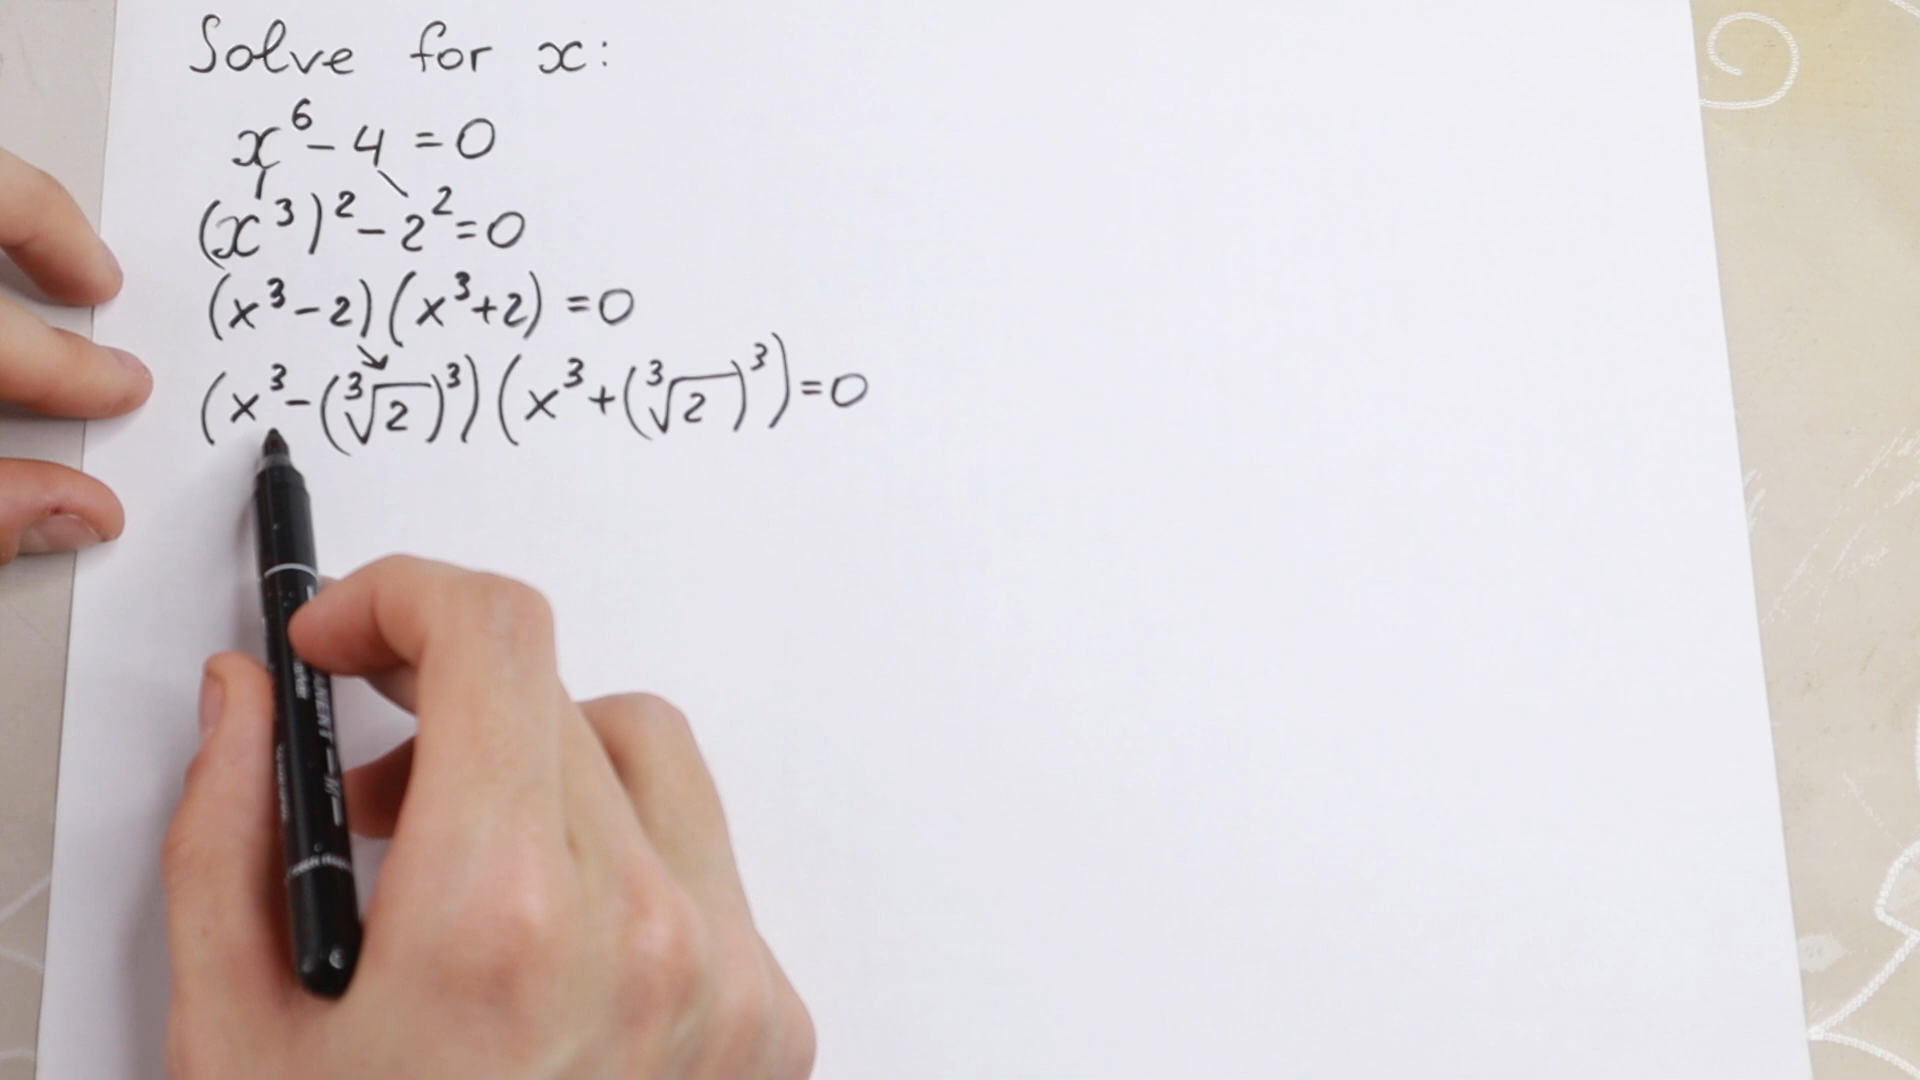 Solve for x:
x⁶ - 4 = 0
(x³)² - 2² = 0
(x³ - 2)(x³ + 2) = 0
(x³ - (∛2)³)(x³ + (∛2)³) = 0